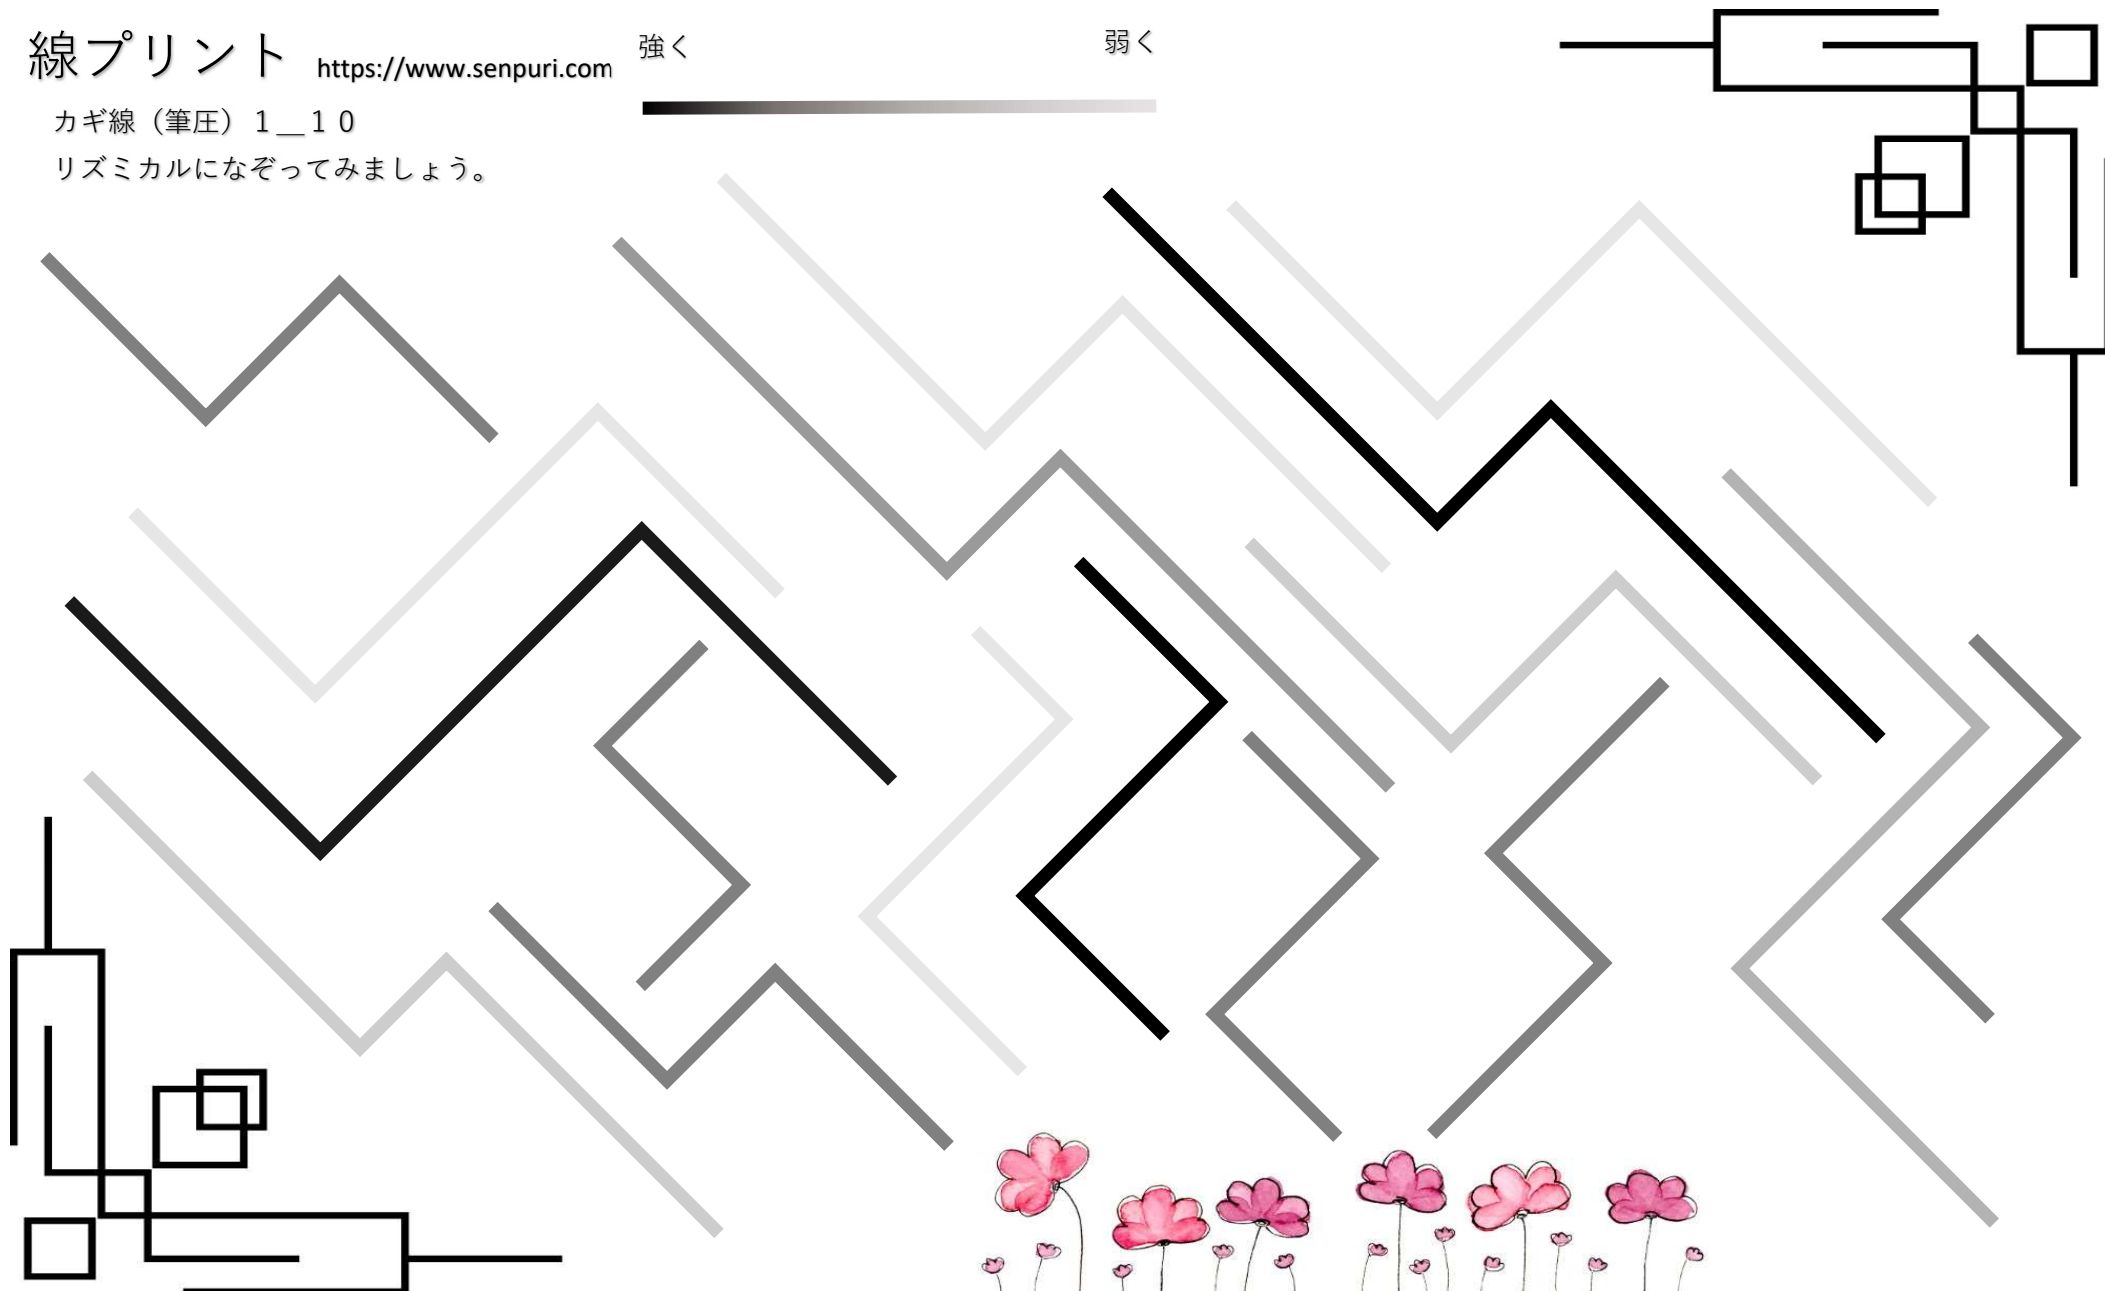 線プリント https://www.senpuri.com
強く 弱く
カギ線（筆圧）１＿１０
リズミカルになぞってみましょう。